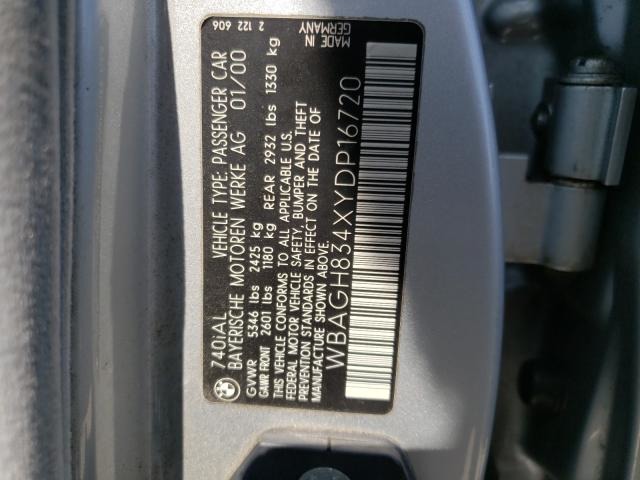 740iAL
VEHICLE TYPE: PASSENGER CAR
BAYERISCHE MOTOREN WERKE AG 01/00
GVWR 5346 lbs 2425 kg
GAWR FRONT 2601 lbs 1180 kg REAR 2932 lbs 1330 kg
THIS VEHICLE CONFORMS TO ALL APPLICABLE U.S.
FEDERAL MOTOR VEHICLE SAFETY, BUMPER AND THEFT
PREVENTION STANDARDS IN EFFECT ON THE DATE OF
MANUFACTURE SHOWN ABOVE.
WBAGH834XYDP16720
2 122 606
MADE IN
GERMANY